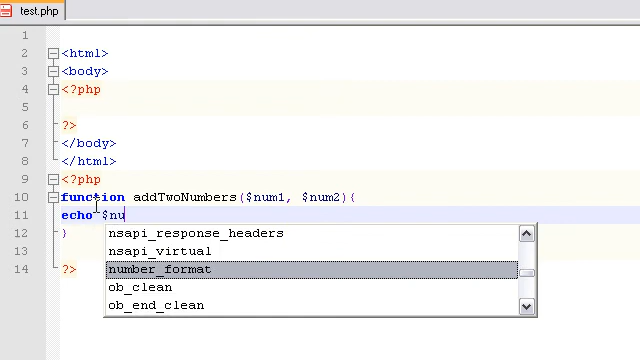 test.php
1
2 <html>
3 <body>
4 <?php
5
6 ?>
7 </body>
8 </html>
9 <?php
10 function addTwoNumbers($num1, $num2){
11 echo $nu
12 }
13
14 ?>
nsapi_response_headers
nsapi_virtual
number_format
ob_clean
ob_end_clean